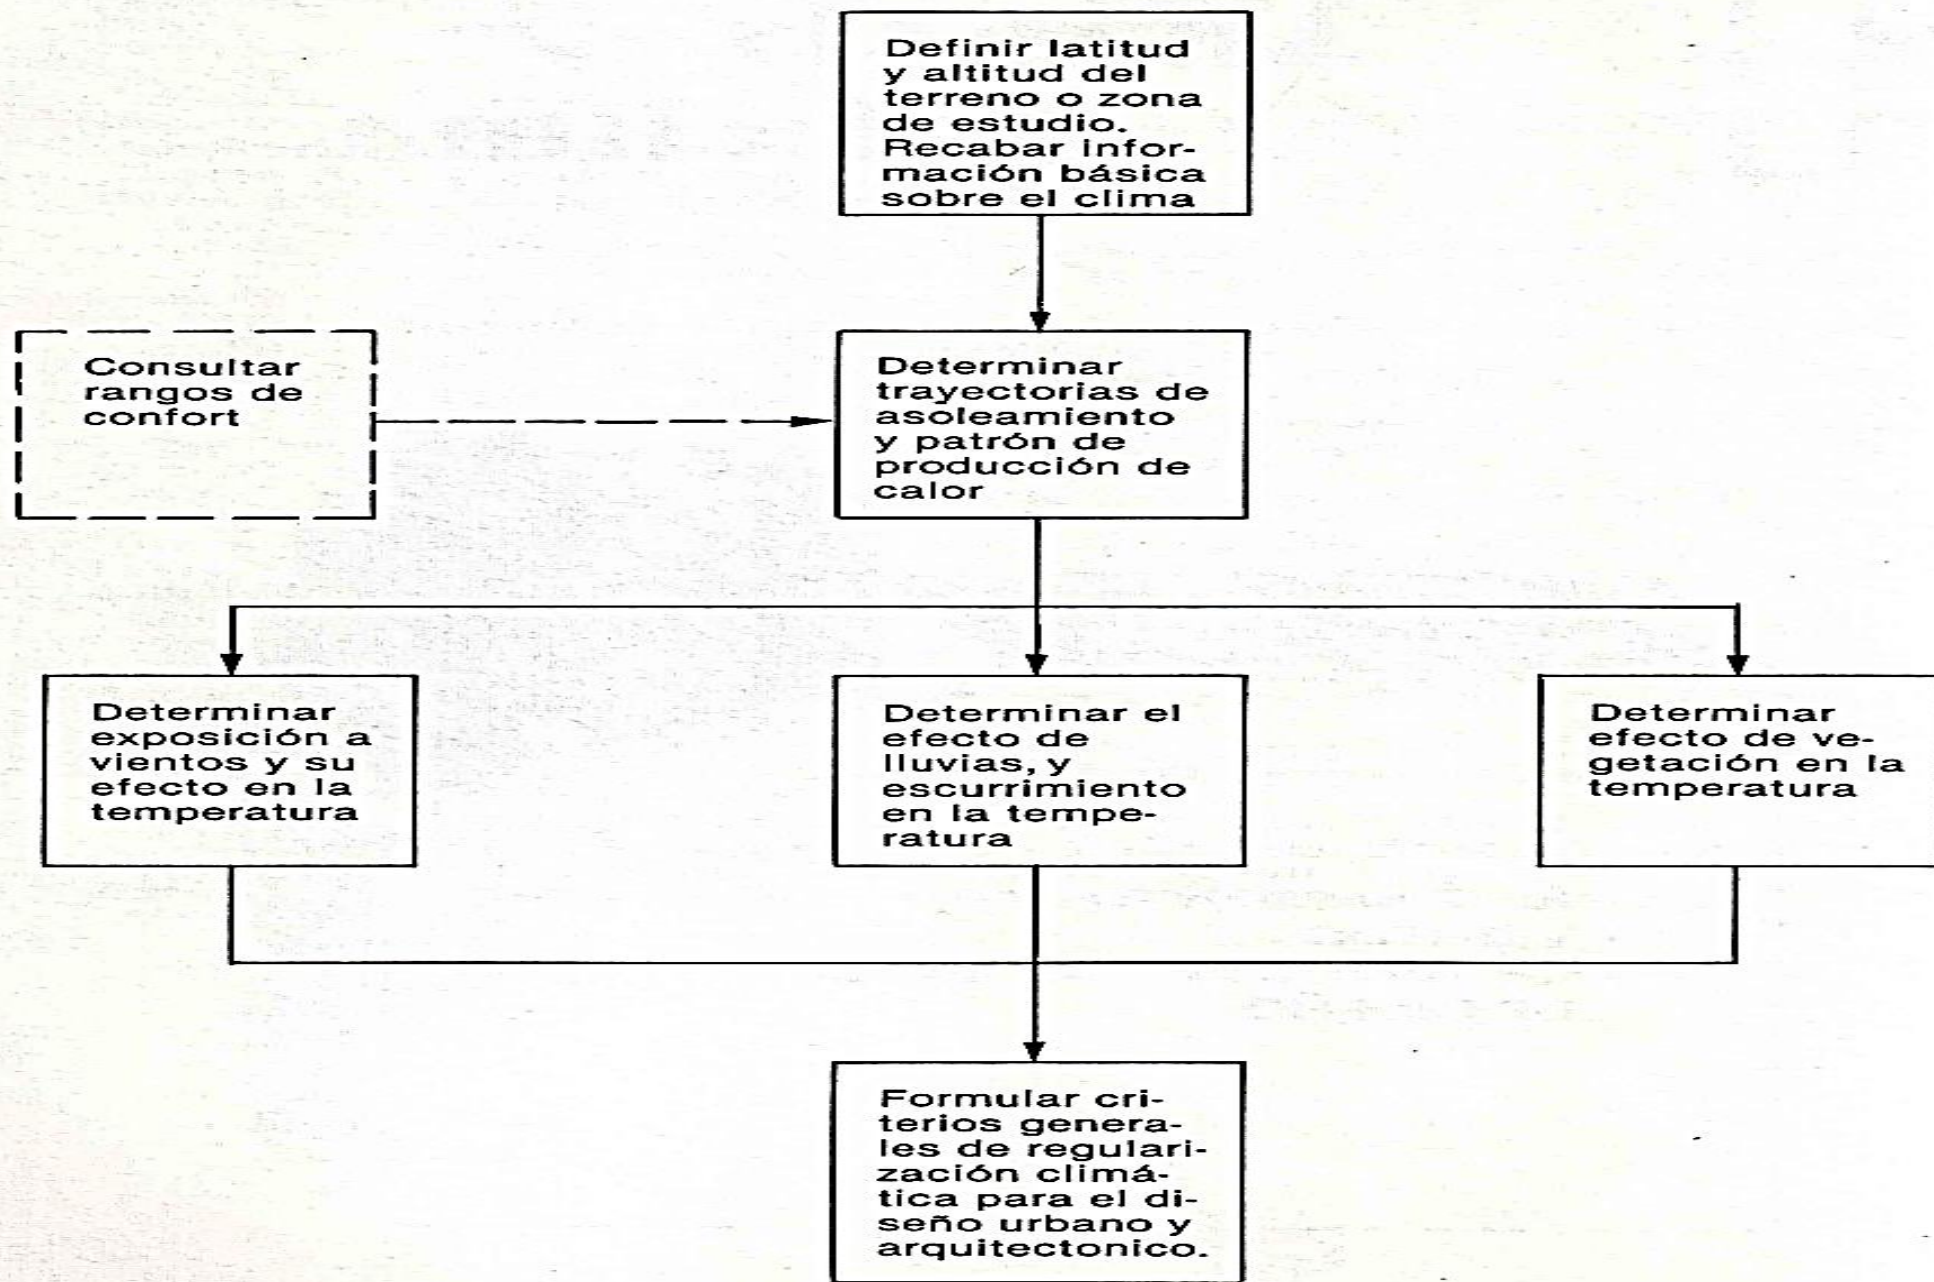 Definir latitud
y altitud del
terreno o zona
de estudio.
Recabar infor-
mación básica
sobre el clima
Consultar
rangos de
confort
Determinar
trayectorias de
asoleamiento
y patrón de
producción de
calor
Determinar
exposición a
vientos y su
efecto en la
temperatura
Determinar el
efecto de
lluvias, y
escurrimiento
en la tempe-
ratura
Determinar
efecto de ve-
getación en la
temperatura
Formular cri-
terios genera-
les de regulari-
zación climá-
tica para el di-
seño urbano y
arquitectonico.